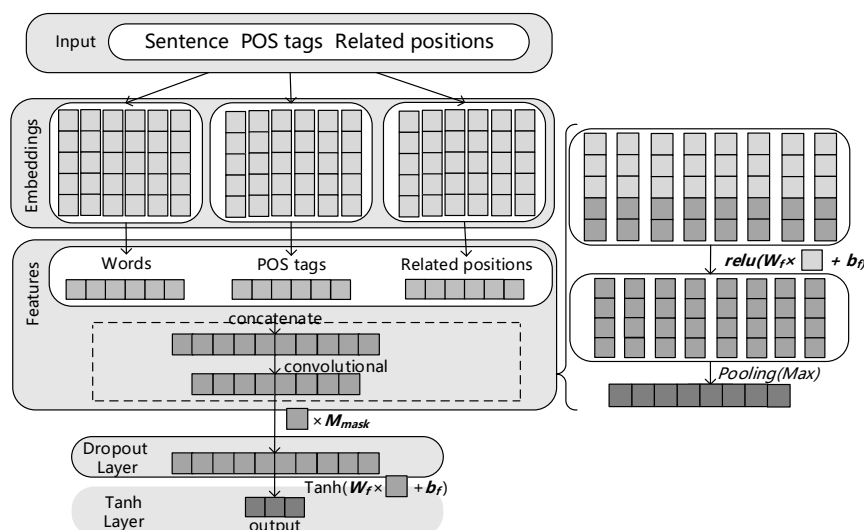 Input
Sentence POS tags Related positions
Embeddings
Features
Words
POS tags
Related positions
concatenate
convolutional
× Mmask
Dropout
Layer
Tanh( Wf × + bf)
Tanh
Layer
output
relu(Wf × + bf)
Pooling(Max)